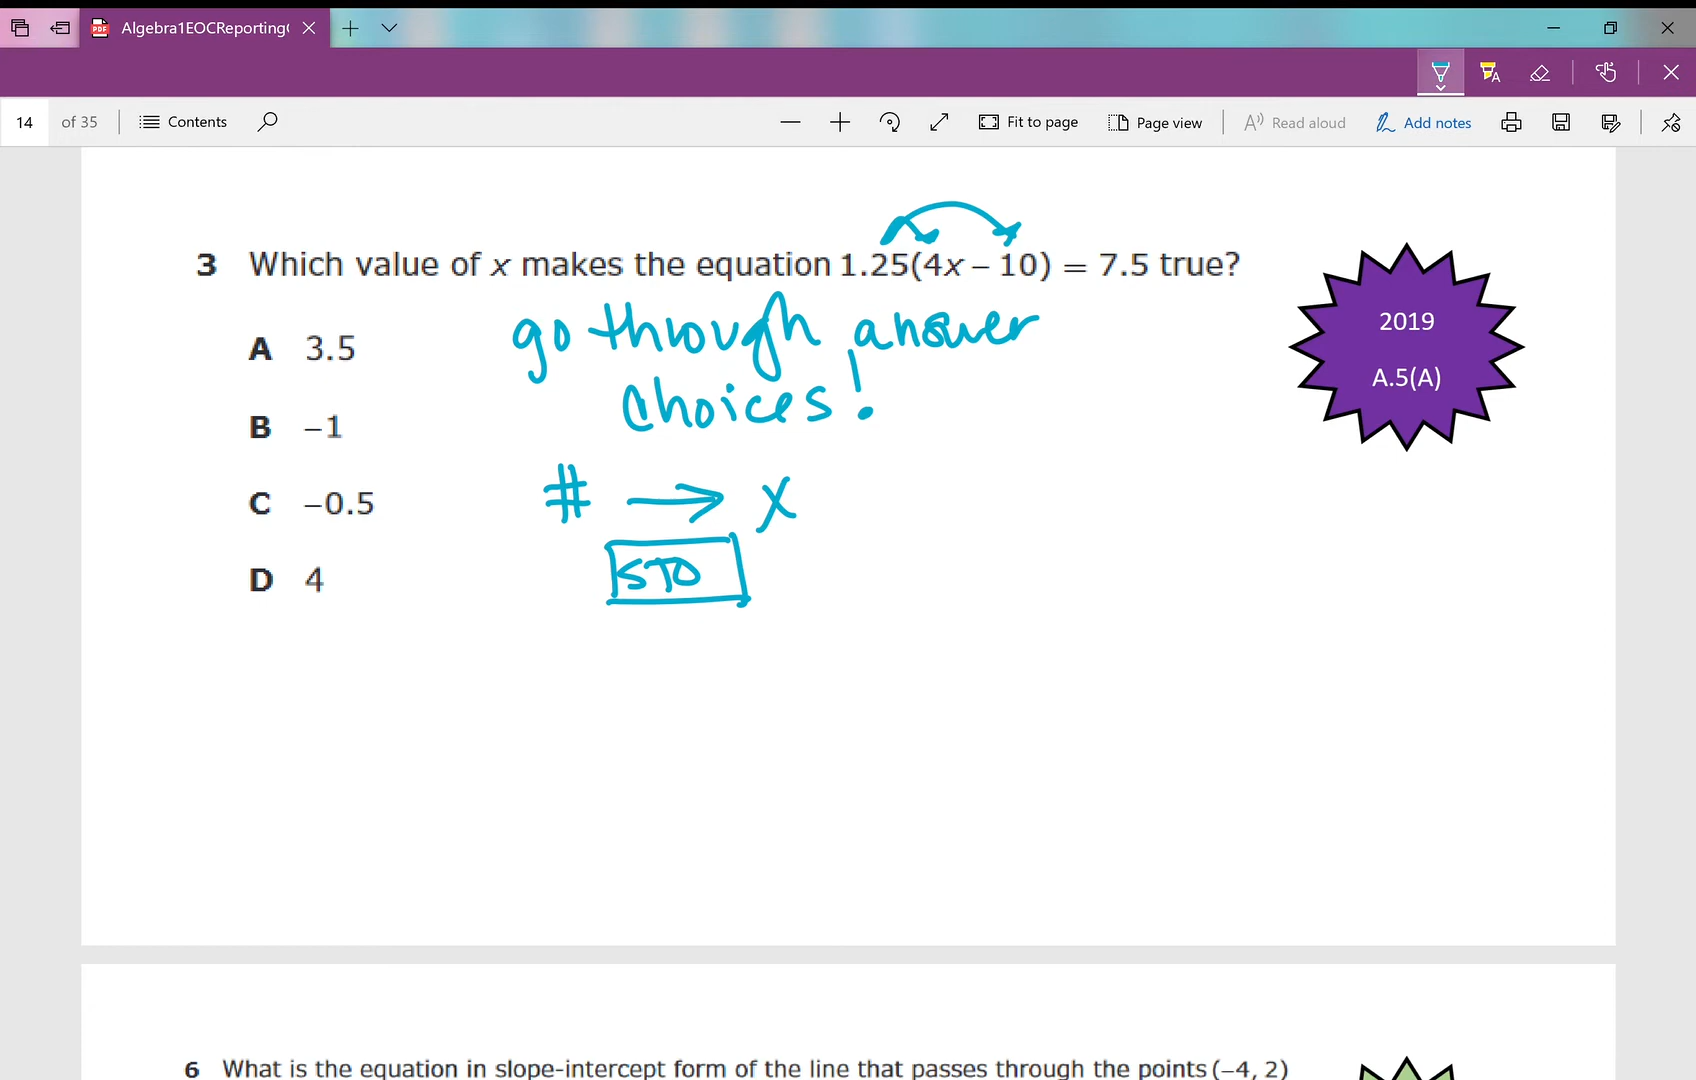 Algebra1EOCReporting(
14 of 35 Contents Fit to page Page view Read aloud Add notes
3 Which value of x makes the equation 1.25(4x – 10) = 7.5 true?
go through answer
choices!
A 3.5
B –1
C –0.5
D 4
# → x
STO
2019
A.5(A)
6 What is the equation in slope-intercept form of the line that passes through the points (–4, 2)